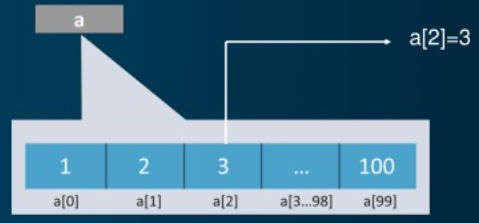 a
a[2]=3
1 2 3 ... 100
a[0] a[1] a[2] a[3...98] a[99]